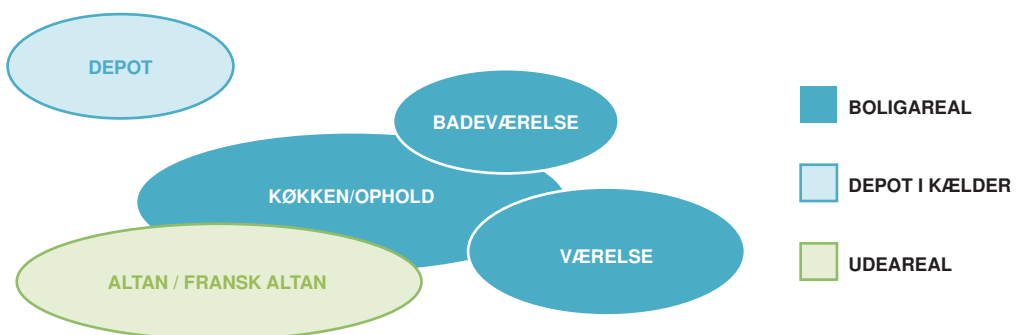 DEPOT
BADEVÆRELSE
KØKKEN/OPHOLD
VÆRELSE
ALTAN / FRANSK ALTAN
BOLIGAREAL
DEPOT I KÆLDER
UDEAREAL